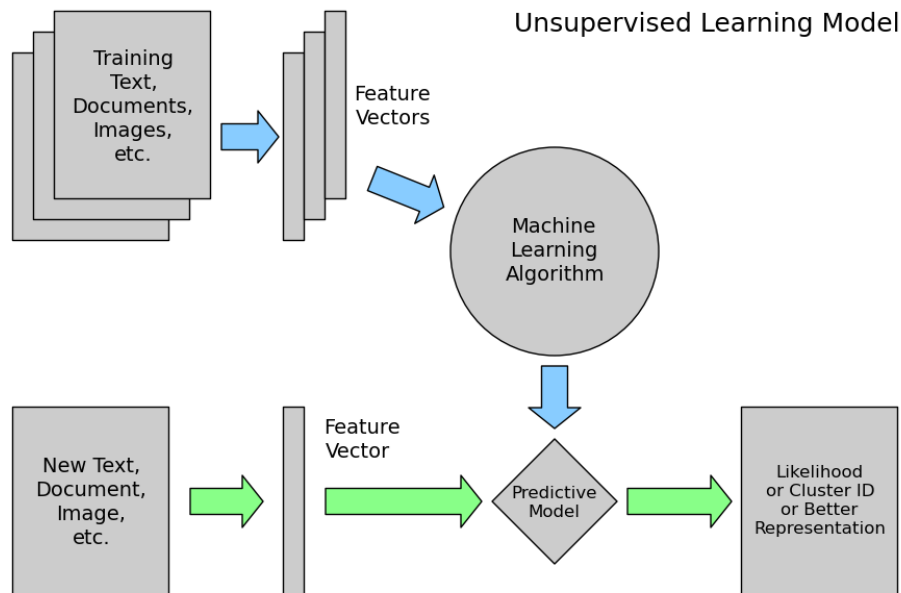 Unsupervised Learning Model
Training
Text,
Documents,
Images,
etc.
Feature
Vectors
Machine
Learning
Algorithm
New Text,
Document,
Image,
etc.
Feature
Vector
Predictive
Model
Likelihood
or Cluster ID
or Better
Representation